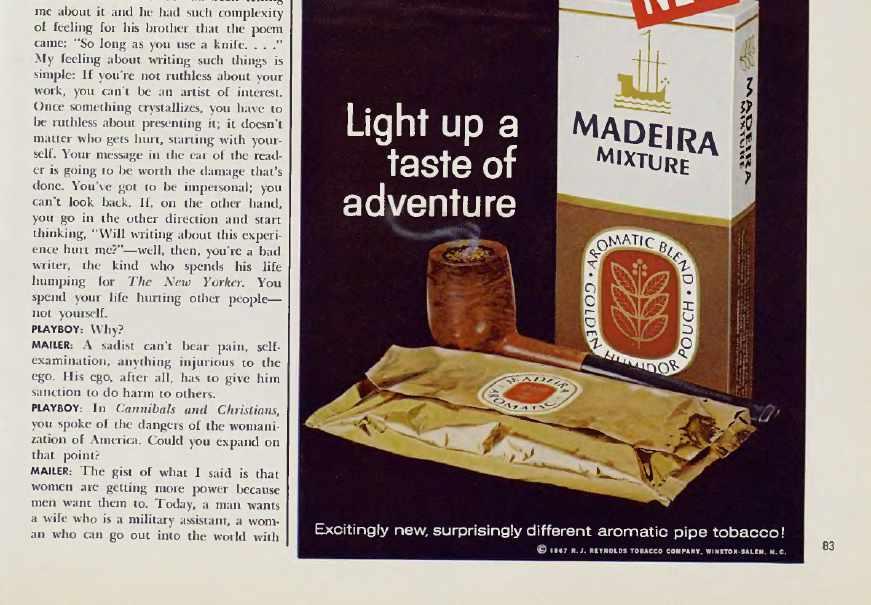 me about it and he had such complexity
of feeling for his brother that the poem
came: "So long as you use a knife. . . ."
My feeling about writing such things is
simple: If you're not ruthless about your
work, you can't be an artist of interest.
Once something crystallizes, you have to
be ruthless about presenting it; it doesn't
matter who gets hurt, starting with your-
self. Your message in the ear of the read-
er is going to be worth the damage that's
done. You've got to be impersonal; you
can't look back. If, on the other hand,
you go in the other direction and start
thinking, "Will writing about this experi-
ence hurt me?"—well, then, you're a bad
writer, the kind who spends his life
humping for The New Yorker. You
spend your life hurting other people—
not yourself.
PLAYBOY: Why?
MAILER: A sadist can't bear pain, self-
examination, anything injurious to the
ego. His ego, after all, has to give him
sanction to do harm to others.
PLAYBOY: In Cannibals and Christians,
you spoke of the dangers of the womani-
zation of America. Could you expand on
that point?
MAILER: The gist of what I said is that
women are getting more power because
men want them to. Today, a man wants
a wife who is a military assistant, a wom-
an who can go out into the world with
Light up a
taste of
adventure
MADEIRA
MIXTURE
MADEIRA
MIXTURE
AROMATIC BLEND
• GOLDEN HUMIDOR POUCH •
MADEIRA
AROMATIC
Excitingly new, surprisingly different aromatic pipe tobacco!
© 1967 R. J. REYNOLDS TOBACCO COMPANY, WINSTON-SALEM, N. C.
83